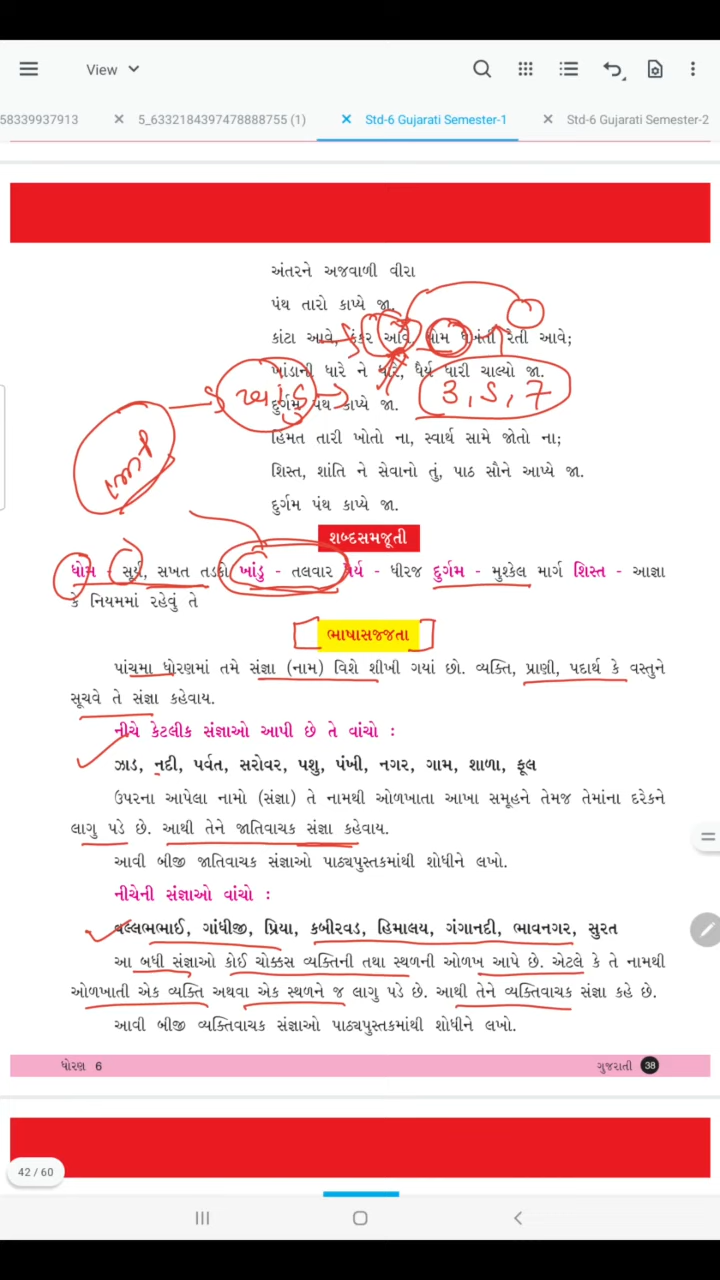 View
58339937913
5_6332184397478888755 (1)
Std-6 Gujarati Semester-1
Std-6 Gujarati Semester-2
અંતરને અજવાળી વીરા
પંથ તારો કાપ્યે જા.
કાંટા આવે, કંકર આવે, ધોમ ધખંતી રેતી આવે;
ખાંડાની ધારે ને ધારે, ધૈર્ય ધારી ચાલ્યો જા.
ખાંડુ
3, 5, 7
દુર્ગમ પંથ કાપ્યે જા.
હિંમત તારી ખોતો ના, સ્વાર્થ સામે જોતો ના;
શિસ્ત, શાંતિ ને સેવાનો તું, પાઠ સૌને આપ્યે જા.
દુર્ગમ પંથ કાપ્યે જા.
શબ્દસમજૂતી
ધોમ - સૂર્ય, સખત તડકો ખાંડુ - તલવાર ધૈર્ય - ધીરજ દુર્ગમ - મુશ્કેલ માર્ગ શિસ્ત - આજ્ઞા
કે નિયમમાં રહેવું તે
ભાષાસજ્જતા
પાંચમા ધોરણમાં તમે સંજ્ઞા (નામ) વિશે શીખી ગયાં છો. વ્યક્તિ, પ્રાણી, પદાર્થ કે વસ્તુને
સૂચવે તે સંજ્ઞા કહેવાય.
નીચે કેટલીક સંજ્ઞાઓ આપી છે તે વાંચો :
ઝાડ, નદી, પર્વત, સરોવર, પશુ, પંખી, નગર, ગામ, શાળા, ફૂલ
ઉપરના આપેલા નામો (સંજ્ઞા) તે નામથી ઓળખાતા આખા સમૂહને તેમજ તેમાંના દરેકને
લાગુ પડે છે. આથી તેને જાતિવાચક સંજ્ઞા કહેવાય.
આવી બીજી જાતિવાચક સંજ્ઞાઓ પાઠ્યપુસ્તકમાંથી શોધીને લખો.
નીચેની સંજ્ઞાઓ વાંચો :
વલ્લભભાઈ, ગાંધીજી, પ્રિયા, કબીરવડ, હિમાલય, ગંગાનદી, ભાવનગર, સુરત
આ બધી સંજ્ઞાઓ કોઈ ચોક્કસ વ્યક્તિની તથા સ્થળની ઓળખ આપે છે. એટલે કે તે નામથી
ઓળખાતી એક વ્યક્તિ અથવા એક સ્થળને જ લાગુ પડે છે. આથી તેને વ્યક્તિવાચક સંજ્ઞા કહે છે.
આવી બીજી વ્યક્તિવાચક સંજ્ઞાઓ પાઠ્યપુસ્તકમાંથી શોધીને લખો.
ધોરણ 6
ગુજરાતી 38
42 / 60